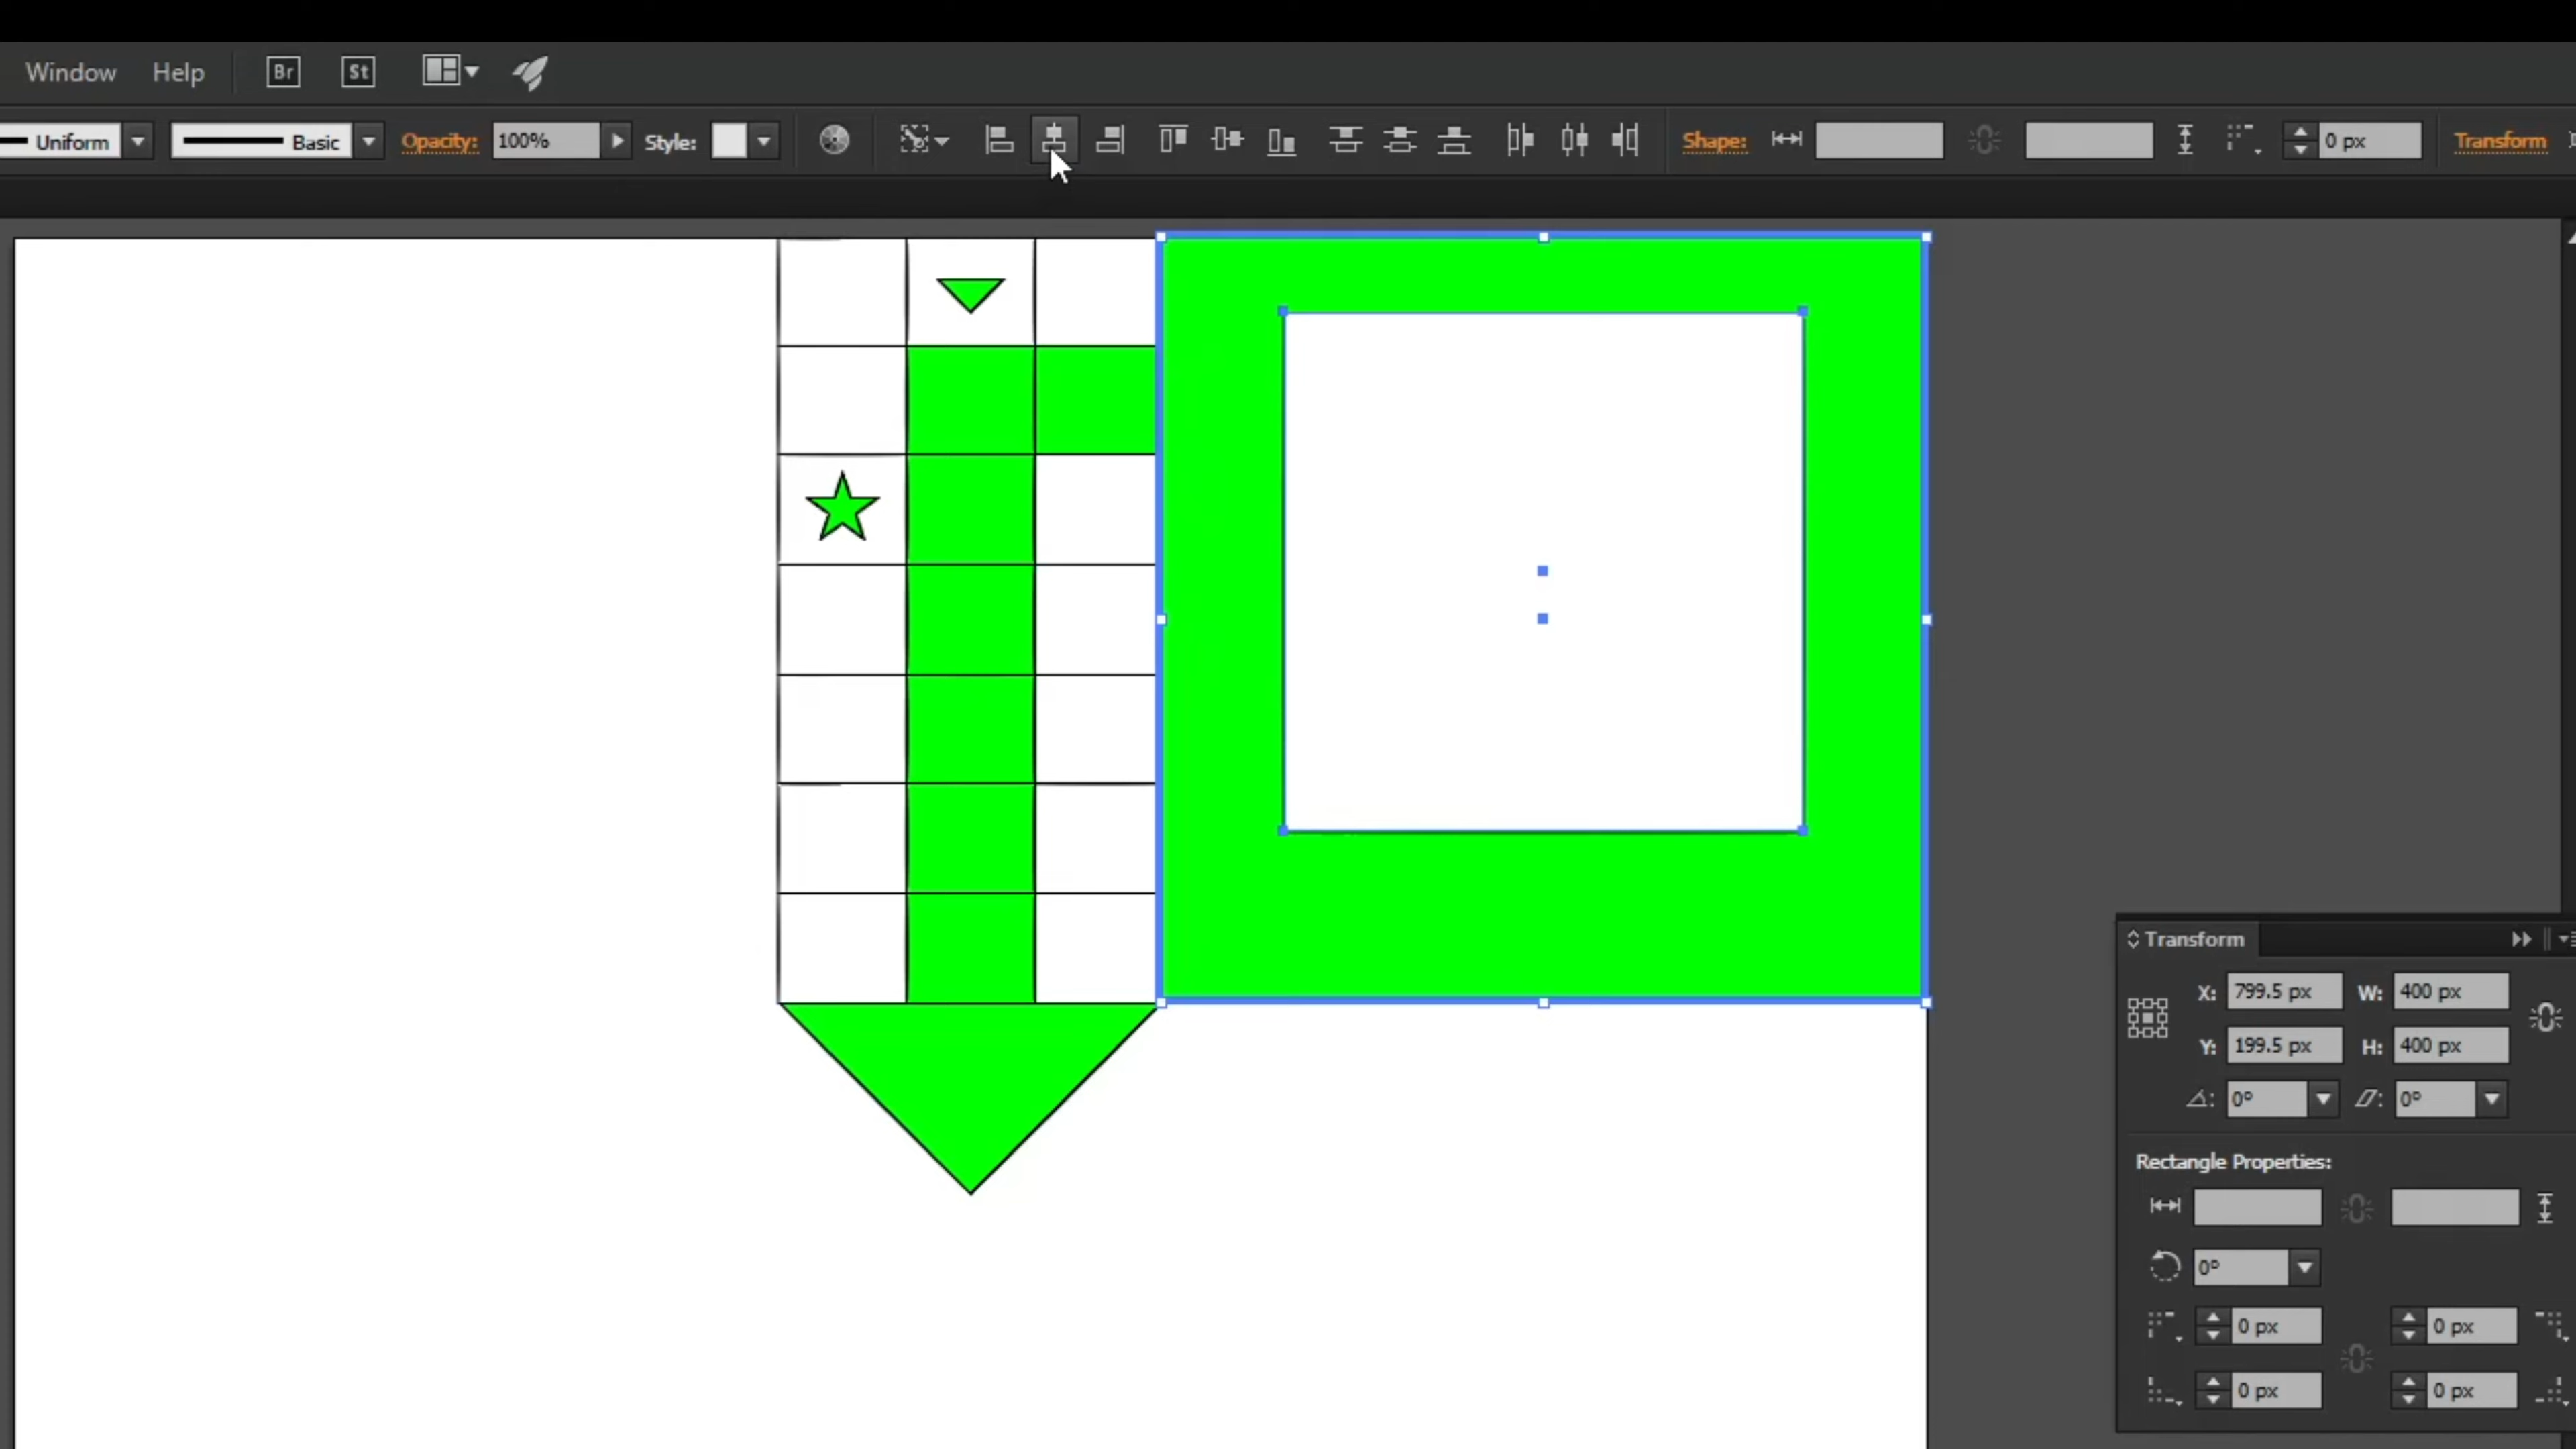 Window Help Br St
Uniform Basic Opacity: 100% Style: Shape: 0 px Transform
Transform
X: 799.5 px W: 400 px
Y: 199.5 px H: 400 px
0° 0°
Rectangle Properties:
0°
0 px 0 px
0 px 0 px